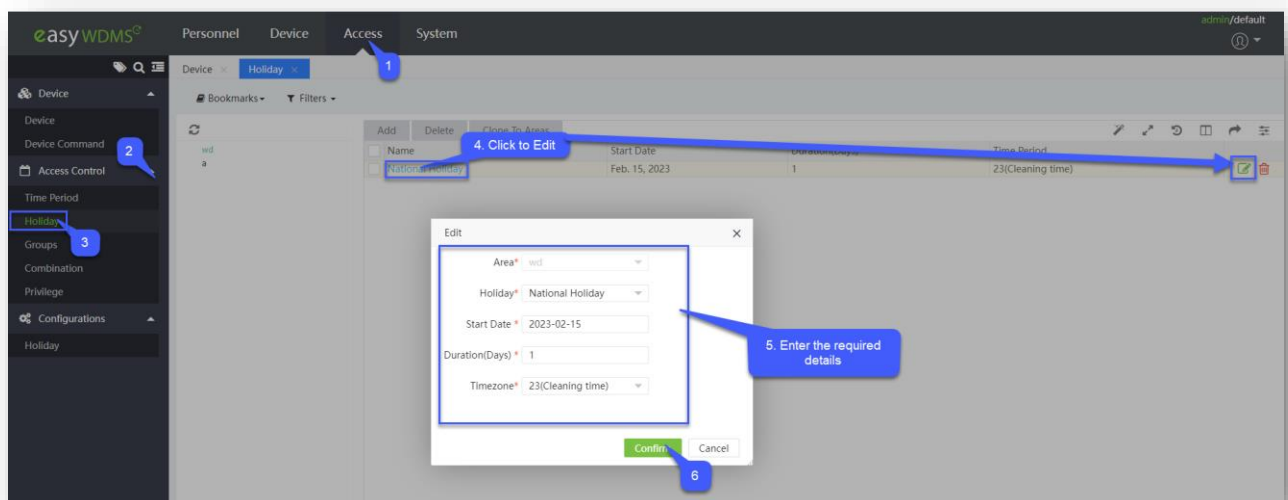 admin/default
easy WDMS
Personnel Device Access System
1
Device × Holiday ×
Device
Bookmarks Filters
Device
Device Command
2
wd
a
Add Delete Clone To Areas
4. Click to Edit
Name Start Date Duration(Days) Time Period
National Holiday Feb. 15, 2023 1 23(Cleaning time)
Access Control
Time Period
Holiday
3
Groups
Combination
Privilege
Configurations
Holiday
Edit ×
Area* wd
Holiday* National Holiday
Start Date * 2023-02-15
Duration(Days) * 1
Timezone* 23(Cleaning time)
5. Enter the required
details
Confirm Cancel
6